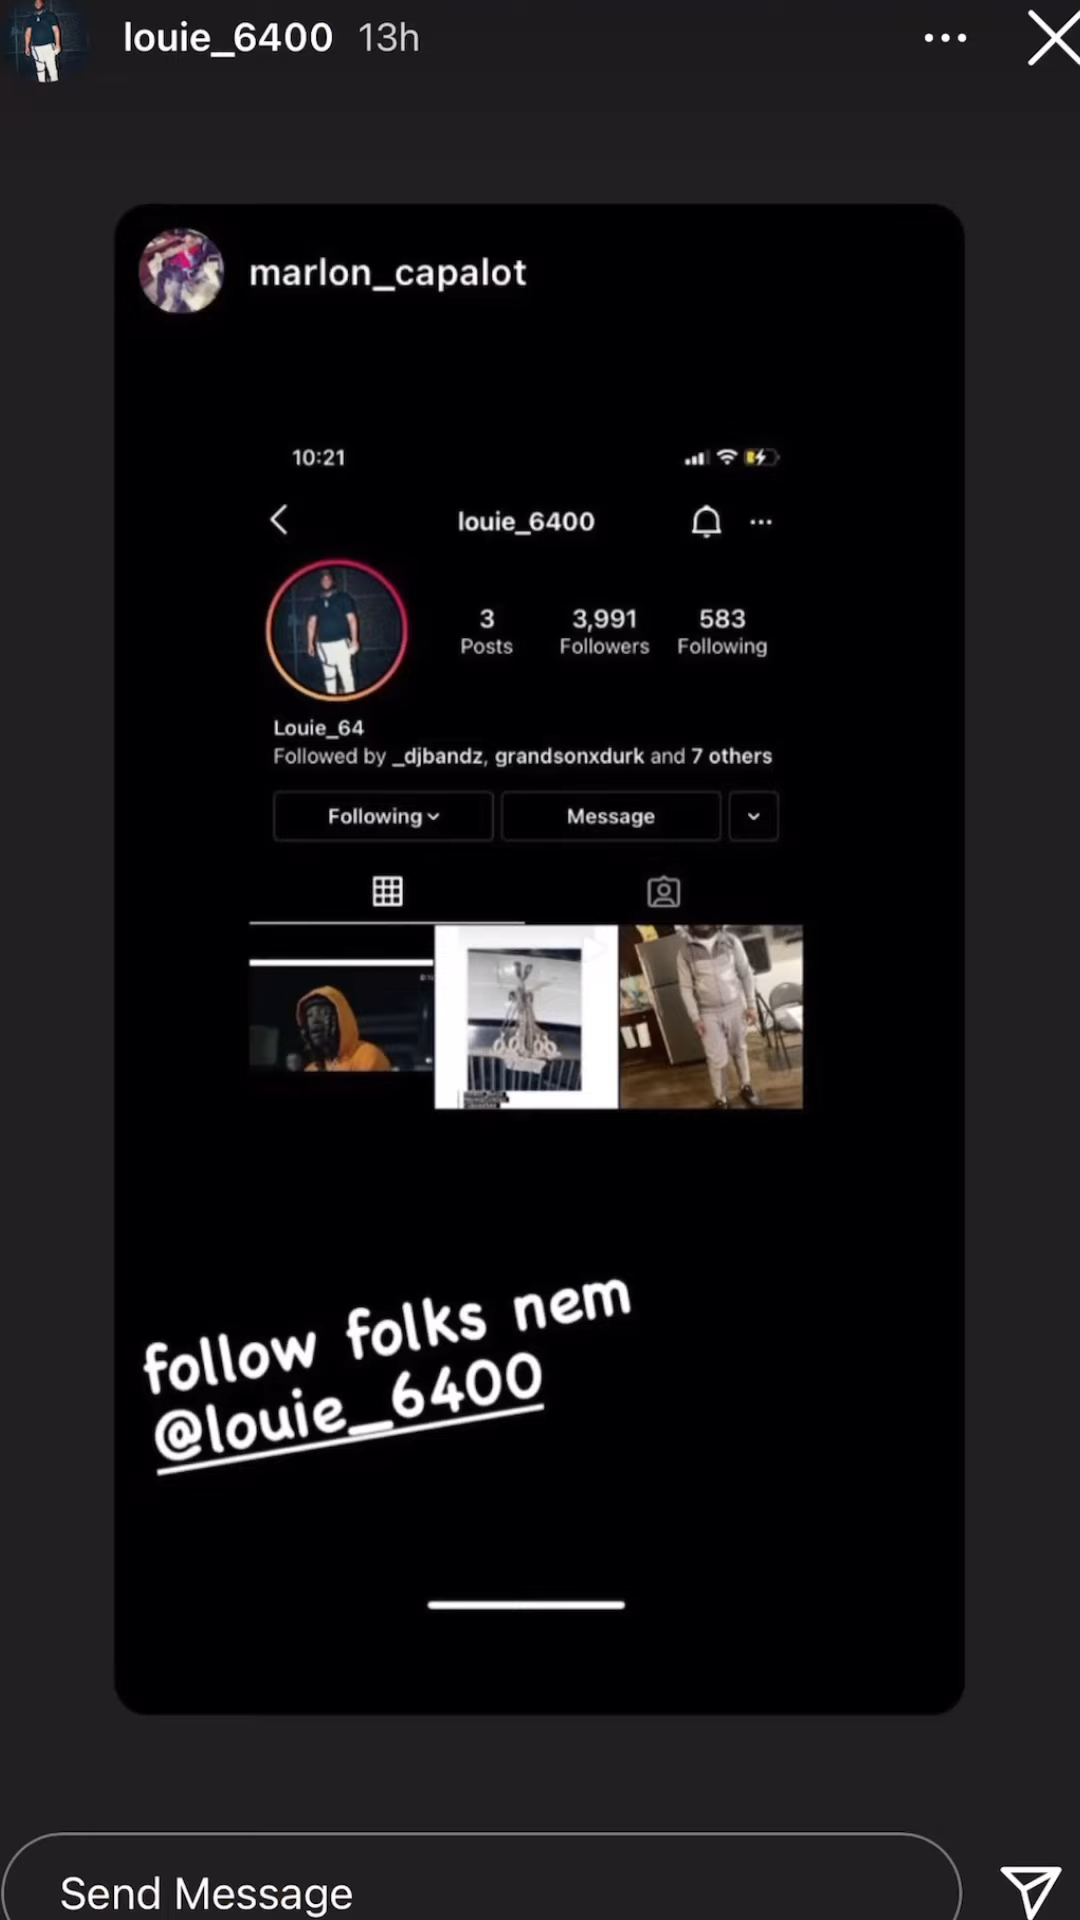 louie_6400 13h
marlon_capalot
10:21
louie_6400
3 3,991 583
Posts Followers Following
Louie_64
Followed by _djbandz, grandsonxdurk and 7 others
Following Message
follow folks nem
@louie_6400
Send Message